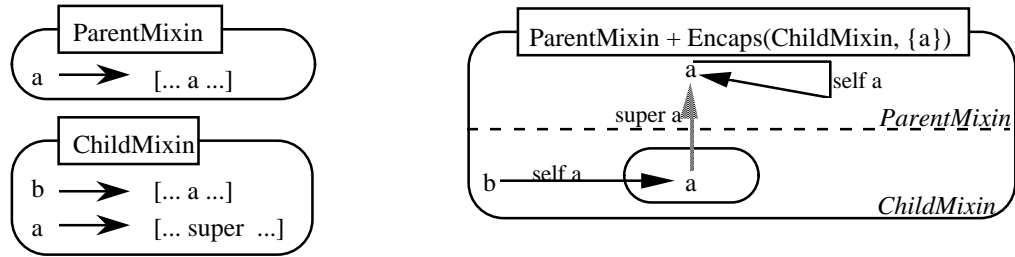 ParentMixin
a [... a ...]
ChildMixin
b [... a ...]
a [... super ...]
ParentMixin + Encaps(ChildMixin, {a})
a
self a
super a
ParentMixin
b self a a
ChildMixin